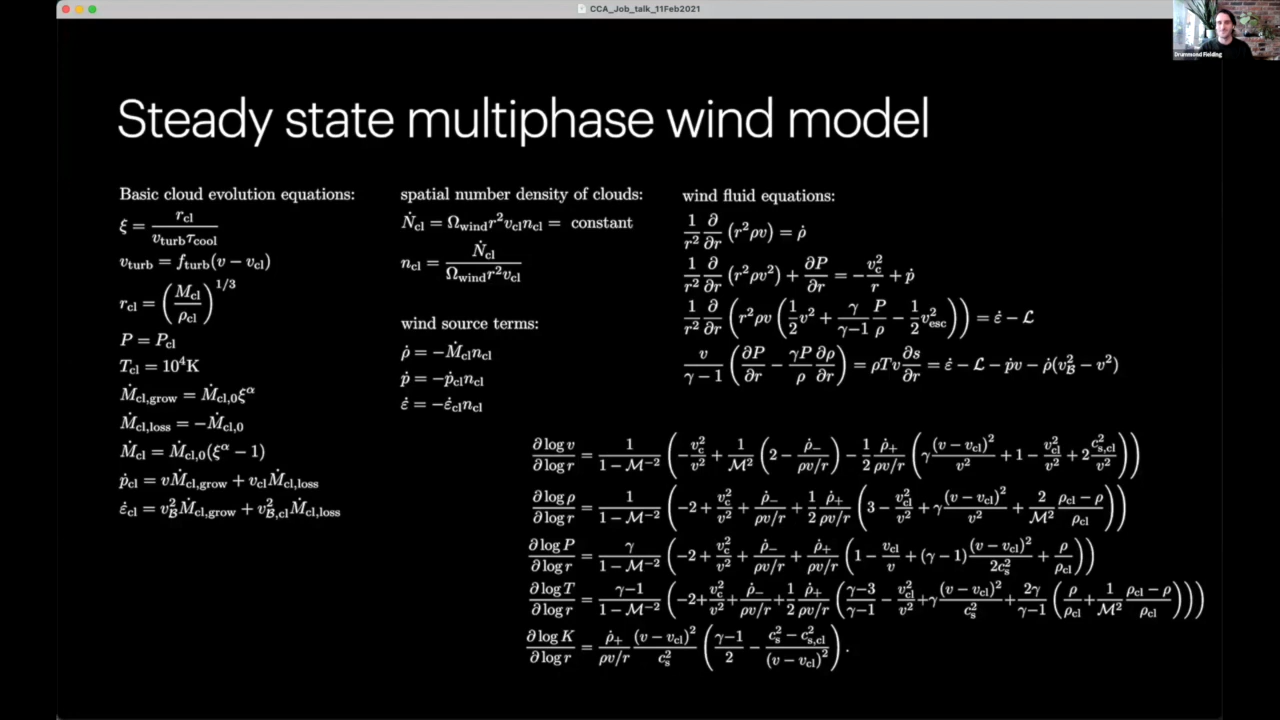 CCA_Job_talk_11Feb2021
Drummond Fielding
Steady state multiphase wind model
Basic cloud evolution equations:
ξ = r_cl / (v_turb τ_cool)
v_turb = f_turb(v − v_cl)
r_cl = (M_cl / ρ_cl)^{1/3}
P = P_cl
T_cl = 10^4 K
Ṁ_cl,grow = Ṁ_cl,0 ξ^α
Ṁ_cl,loss = −Ṁ_cl,0
Ṁ_cl = Ṁ_cl,0(ξ^α − 1)
ṗ_cl = vṀ_cl,grow + v_cl Ṁ_cl,loss
ε̇_cl = v_𝓑^2 Ṁ_cl,grow + v_{𝓑,cl}^2 Ṁ_cl,loss
spatial number density of clouds:
Ṅ_cl = Ω_wind r^2 v_cl n_cl = constant
n_cl = Ṅ_cl / (Ω_wind r^2 v_cl)
wind source terms:
ρ̇ = −Ṁ_cl n_cl
ṗ = −ṗ_cl n_cl
ε̇ = −ε̇_cl n_cl
wind fluid equations:
1/r^2 ∂/∂r (r^2 ρv) = ρ̇
1/r^2 ∂/∂r (r^2 ρv^2) + ∂P/∂r = −v_c^2/r + ṗ
1/r^2 ∂/∂r (r^2 ρv (1/2 v^2 + γ/(γ−1) P/ρ − 1/2 v_esc^2)) = ε̇ − ℒ
v/(γ − 1) (∂P/∂r − γP/ρ ∂ρ/∂r) = ρTv ∂s/∂r = ε̇ − ℒ − ṗv − ρ̇(v_𝓑^2 − v^2)
∂ log v/∂ log r = 1/(1 − ℳ^{−2}) (−v_c^2/v^2 + 1/ℳ^2 (2 − ρ̇_−/(ρv/r)) − 1/2 ρ̇_+/(ρv/r) (γ (v − v_cl)^2/v^2 + 1 − v_cl^2/v^2 + 2 c_s,cl^2/v^2))
∂ log ρ/∂ log r = 1/(1 − ℳ^{−2}) (−2 + v_c^2/v^2 + ρ̇_−/(ρv/r) + 1/2 ρ̇_+/(ρv/r) (3 − v_cl^2/v^2 + γ (v − v_cl)^2/v^2 + 2/ℳ^2 (ρ_cl − ρ)/ρ_cl))
∂ log P/∂ log r = γ/(1 − ℳ^{−2}) (−2 + v_c^2/v^2 + ρ̇_−/(ρv/r) + ρ̇_+/(ρv/r) (1 − v_cl/v + (γ − 1) (v − v_cl)^2/(2c_s^2) + ρ/ρ_cl))
∂ log T/∂ log r = (γ−1)/(1 − ℳ^{−2}) (−2 + v_c^2/v^2 + ρ̇_−/(ρv/r) + 1/2 ρ̇_+/(ρv/r) ((γ−3)/(γ−1) − v_cl^2/v^2 + γ (v − v_cl)^2/c_s^2 + 2γ/(γ−1) (ρ/ρ_cl + 1/ℳ^2 (ρ_cl − ρ)/ρ_cl)))
∂ log K/∂ log r = ρ̇_+/(ρv/r) (v − v_cl)^2/c_s^2 ((γ−1)/2 − (c_s^2 − c_s,cl^2)/(v − v_cl)^2).